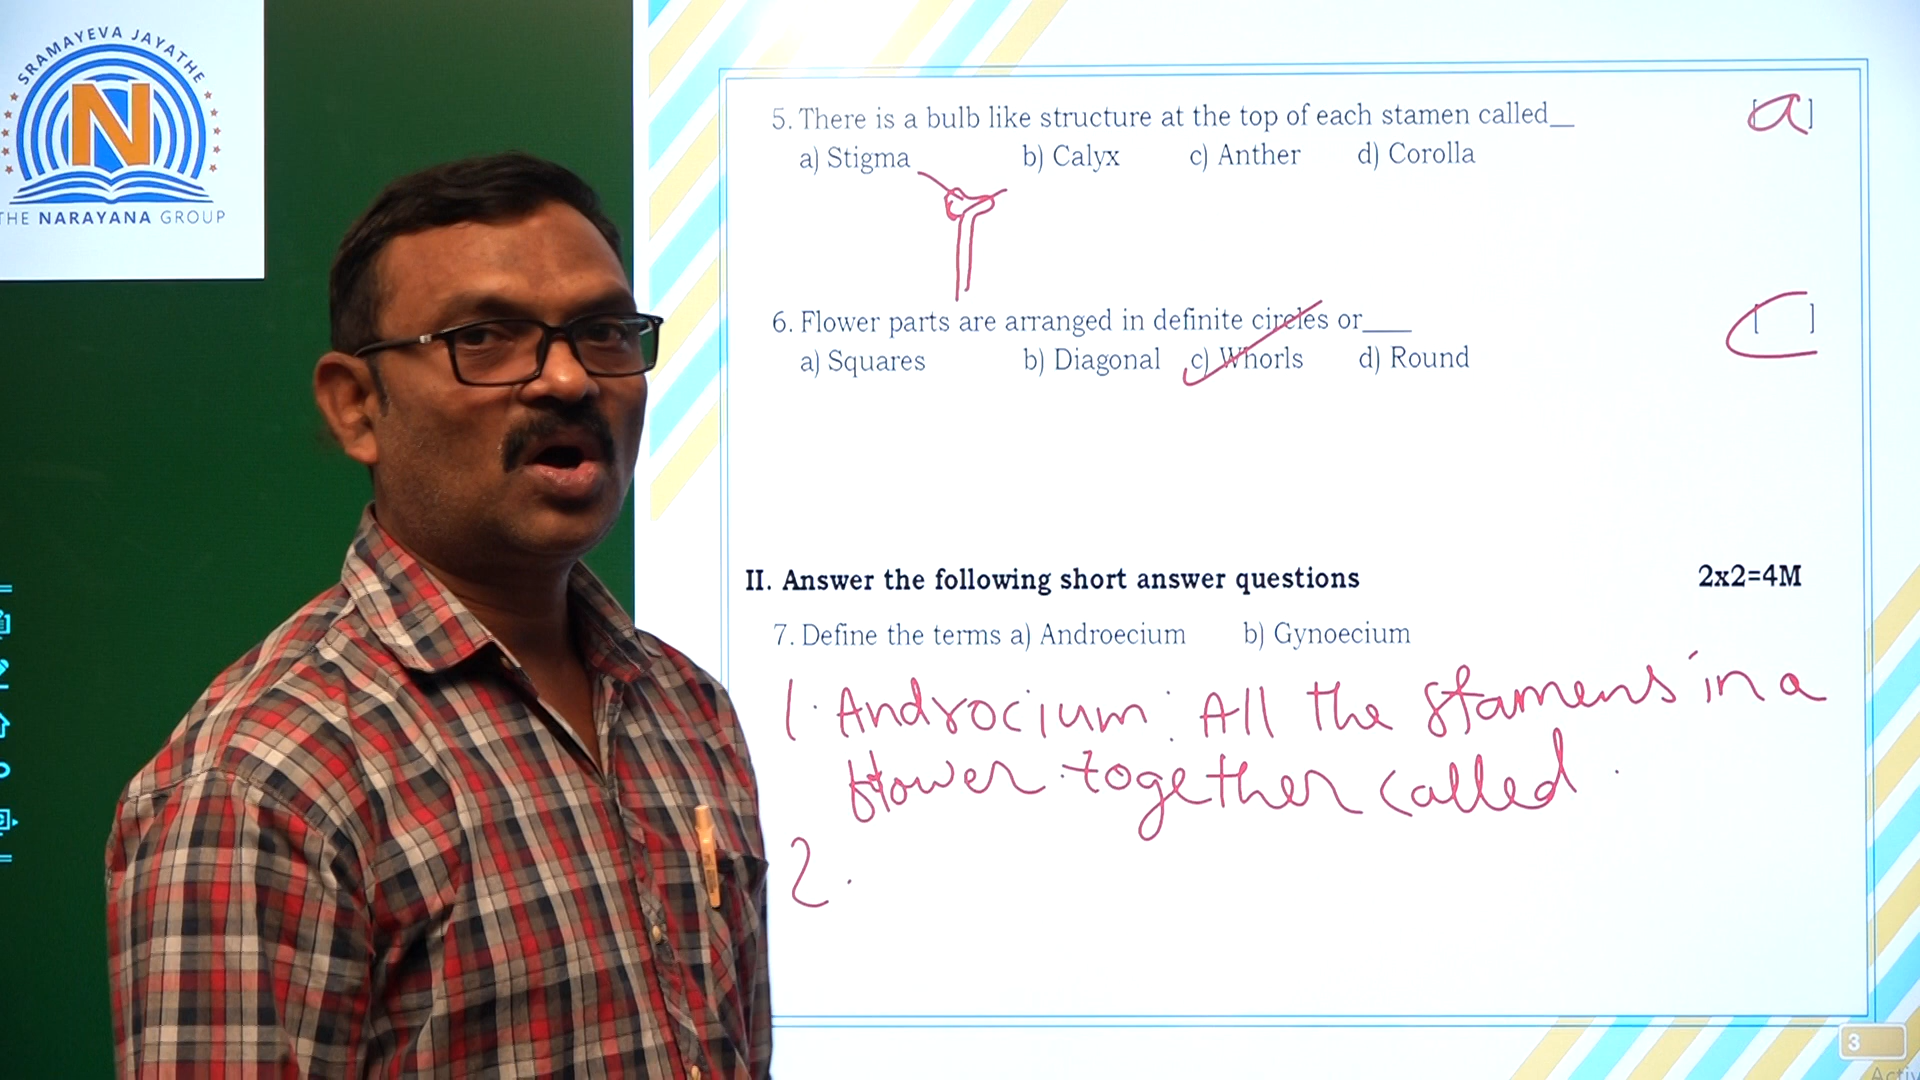 SRAMAYEVA JAYATHE
N
THE NARAYANA GROUP
5. There is a bulb like structure at the top of each stamen called__ [a]
a) Stigma b) Calyx c) Anther d) Corolla
6. Flower parts are arranged in definite circles or___ [C]
a) Squares b) Diagonal c) Whorls d) Round
II. Answer the following short answer questions 2x2=4M
7. Define the terms a) Androecium b) Gynoecium
1. Androcium: All the stamens in a
flower together called.
2.
3
Activ